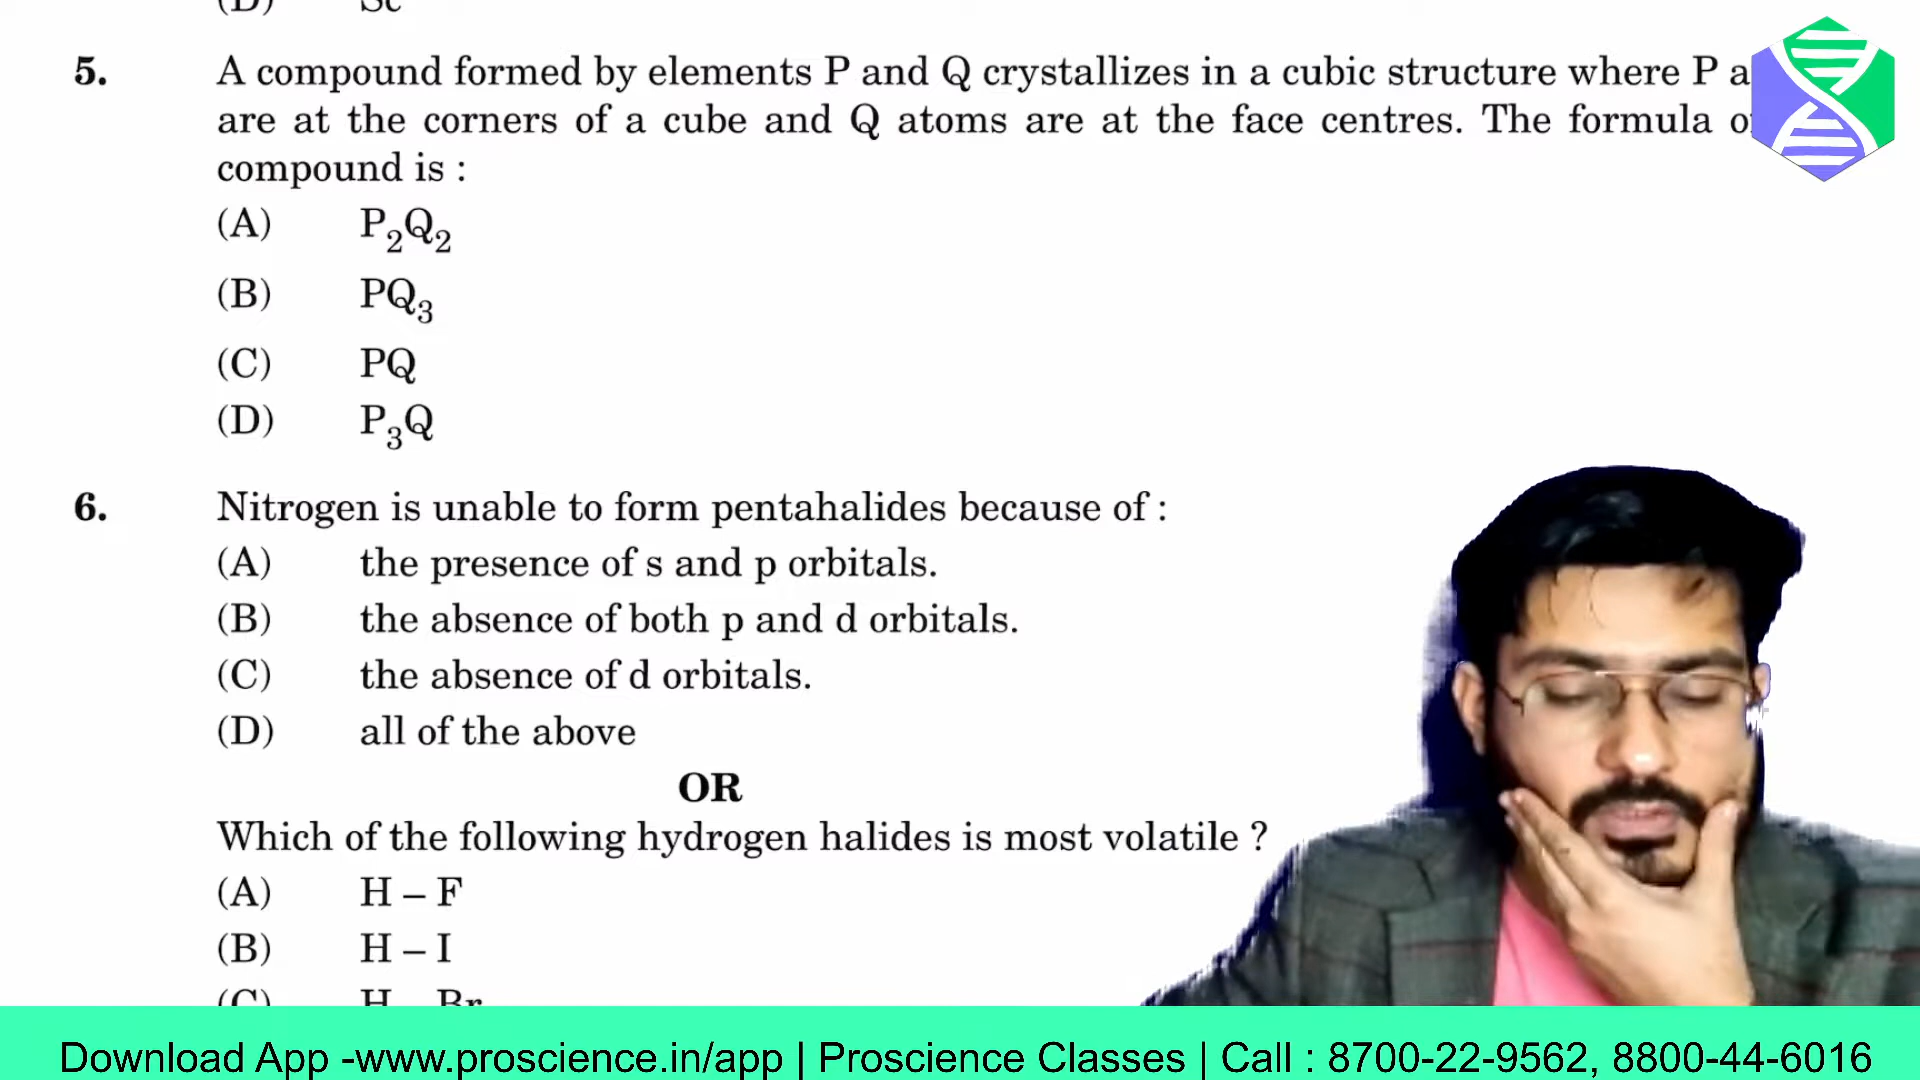 (D) Sc
5. A compound formed by elements P and Q crystallizes in a cubic structure where P a
are at the corners of a cube and Q atoms are at the face centres. The formula o
compound is :
(A) P₂Q₂
(B) PQ₃
(C) PQ
(D) P₃Q
6. Nitrogen is unable to form pentahalides because of :
(A) the presence of s and p orbitals.
(B) the absence of both p and d orbitals.
(C) the absence of d orbitals.
(D) all of the above
OR
Which of the following hydrogen halides is most volatile ?
(A) H – F
(B) H – I
(C) H – Br
Download App -www.proscience.in/app | Proscience Classes | Call : 8700-22-9562, 8800-44-6016